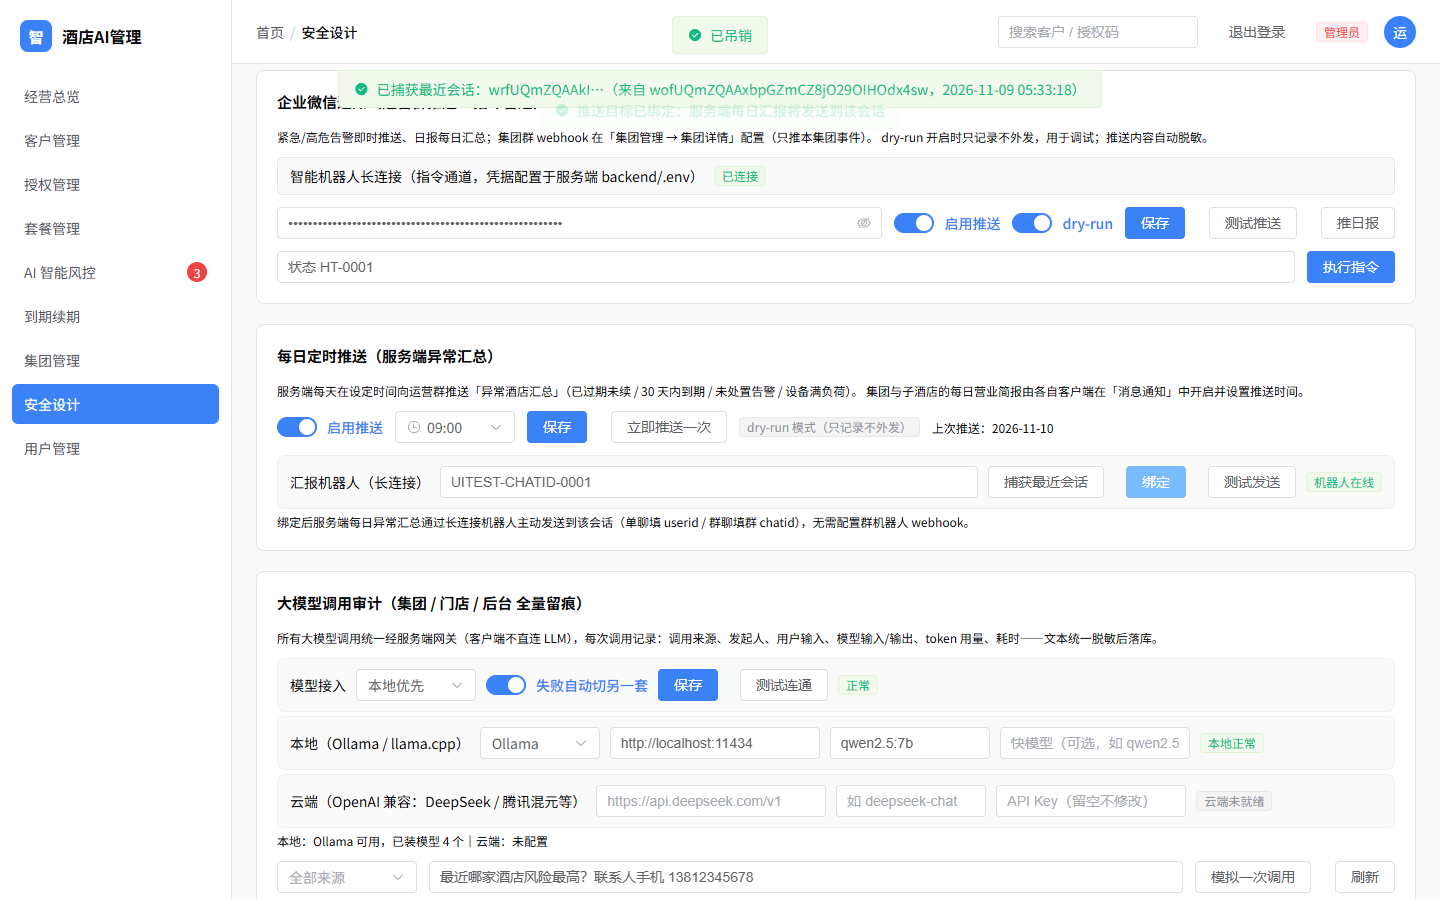 智 酒店AI管理
经营总览
客户管理
授权管理
套餐管理
AI 智能风控 3
到期续期
集团管理
安全设计
用户管理
首页 / 安全设计
已吊销
搜索客户 / 授权码
退出登录
管理员
运
已捕获最近会话：wrfUQmZQAAkI…（来自 wofUQmZQAAxbpGZmCZ8jO29OIHOdx4sw，2026-11-09 05:33:18）
推送目标已绑定：服务端每日汇报将发送到该会话
企业微信
紧急/高危告警即时推送、日报每日汇总；集团群 webhook 在「集团管理 → 集团详情」配置（只推本集团事件）。 dry-run 开启时只记录不外发，用于调试；推送内容自动脱敏。
智能机器人长连接（指令通道，凭据配置于服务端 backend/.env） 已连接
启用推送 dry-run 保存 测试推送 推日报
状态 HT-0001 执行指令
每日定时推送（服务端异常汇总）
服务端每天在设定时间向运营群推送「异常酒店汇总」（已过期未续 / 30 天内到期 / 未处置告警 / 设备满负荷）。 集团与子酒店的每日营业简报由各自客户端在「消息通知」中开启并设置推送时间。
启用推送 09:00 保存 立即推送一次 dry-run 模式（只记录不外发） 上次推送：2026-11-10
汇报机器人（长连接） UITEST-CHATID-0001 捕获最近会话 绑定 测试发送 机器人在线
绑定后服务端每日异常汇总通过长连接机器人主动发送到该会话（单聊填 userid / 群聊填群 chatid），无需配置群机器人 webhook。
大模型调用审计（集团 / 门店 / 后台 全量留痕）
所有大模型调用统一经服务端网关（客户端不直连 LLM），每次调用记录：调用来源、发起人、用户输入、模型输入/输出、token 用量、耗时——文本统一脱敏后落库。
模型接入 本地优先 失败自动切另一套 保存 测试连通 正常
本地（Ollama / llama.cpp） Ollama http://localhost:11434 qwen2.5:7b 快模型（可选，如 qwen2.5 本地正常
云端（OpenAI 兼容：DeepSeek / 腾讯混元等） https://api.deepseek.com/v1 如 deepseek-chat API Key（留空不修改） 云端未就绪
本地：Ollama 可用，已装模型 4 个｜云端：未配置
全部来源 最近哪家酒店风险最高？联系人手机 13812345678 模拟一次调用 刷新